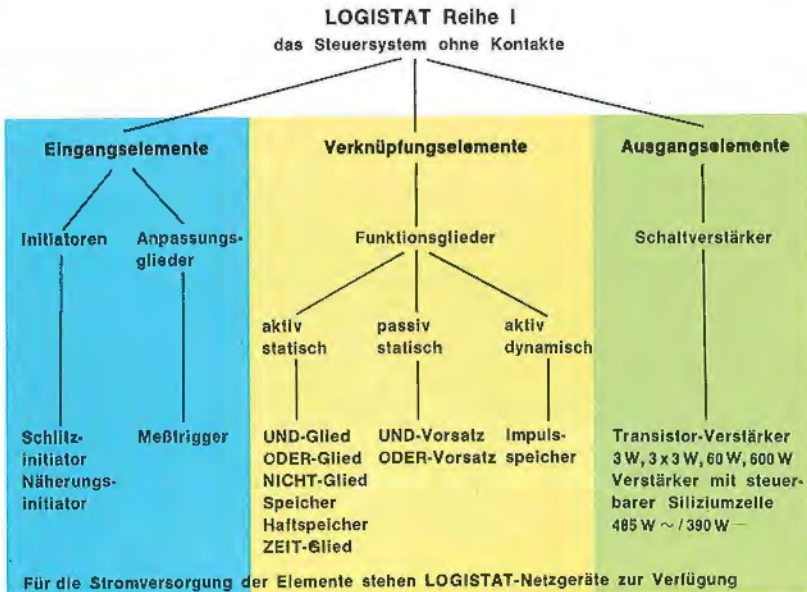 LOGISTAT Reihe I
das Steuersystem ohne Kontakte
Eingangselemente
Verknüpfungselemente
Ausgangselemente
Initiatoren
Anpassungs-
glieder
Funktionsglieder
Schaltverstärker
aktiv
statisch
passiv
statisch
aktiv
dynamisch
Schlitz-
initiator
Näherungs-
initiator
Meßtrigger
UND-Glied
ODER-Glied
NICHT-Glied
Speicher
Haftspeicher
ZEIT-Glied
UND-Vorsatz
ODER-Vorsatz
Impuls-
speicher
Transistor-Verstärker
3 W, 3 x 3 W, 60 W, 600 W
Verstärker mit steuer-
barer Siliziumzelle
485 W ~ / 390 W —
Für die Stromversorgung der Elemente stehen LOGISTAT-Netzgeräte zur Verfügung